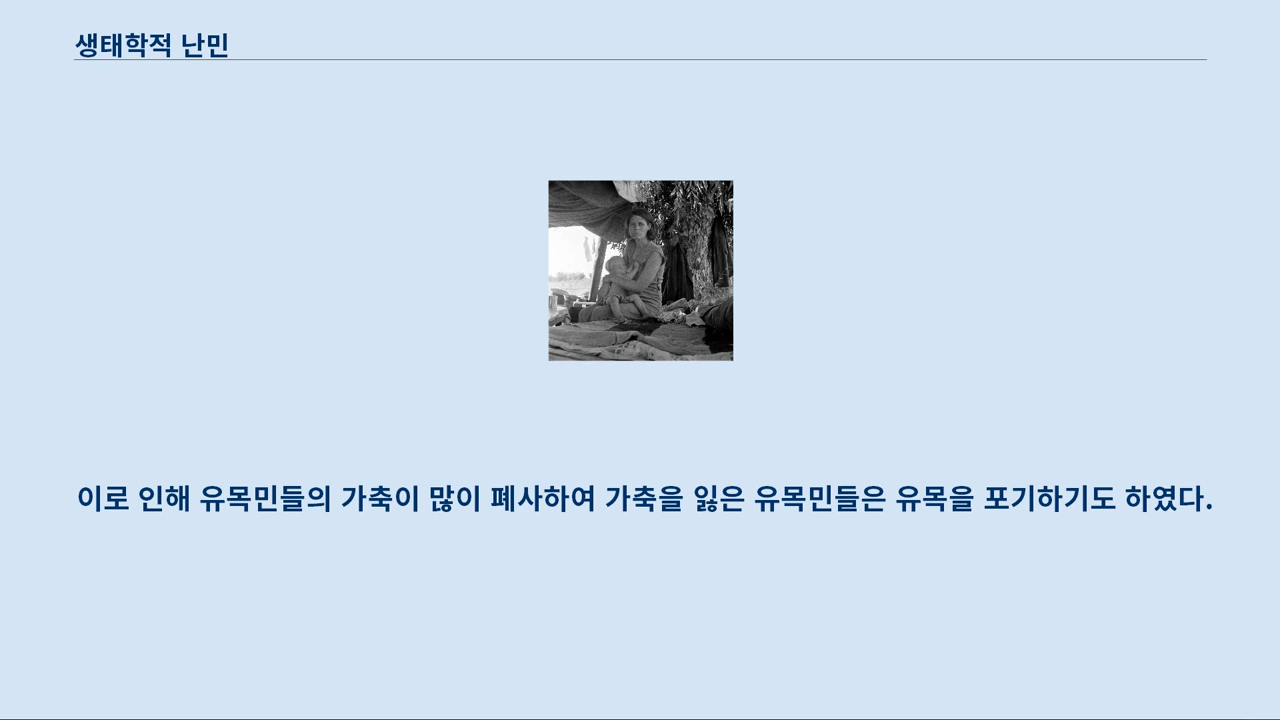 생태학적 난민
이로 인해 유목민들의 가축이 많이 폐사하여 가축을 잃은 유목민들은 유목을 포기하기도 하였다.